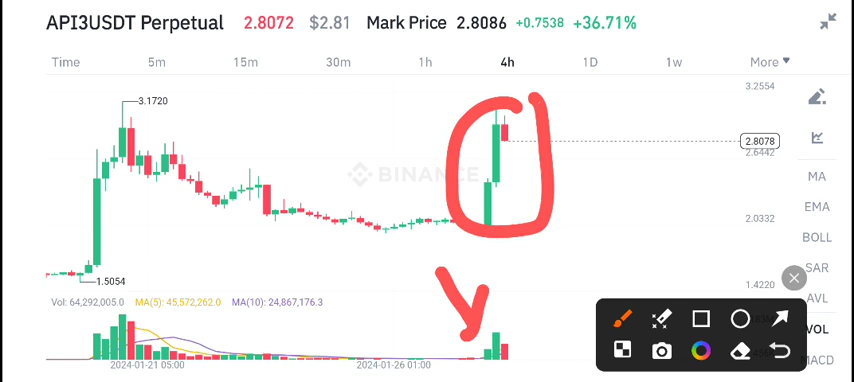 API3USDT Perpetual 2.8072 $2.81 Mark Price 2.8086 +0.7538 +36.71%
Time 5m 15m 30m 1h 4h 1D 1w More
3.2554
3.1720
2.8078
2.6442
BINANCE
MA
EMA
2.0332
BOLL
SAR
1.5054
1.4220
AVL
Vol: 64,292,005.0 MA(5): 45,572,262.0 MA(10): 24,867,176.3
VOL
MACD
2024-01-21 05:00 2024-01-26 01:00